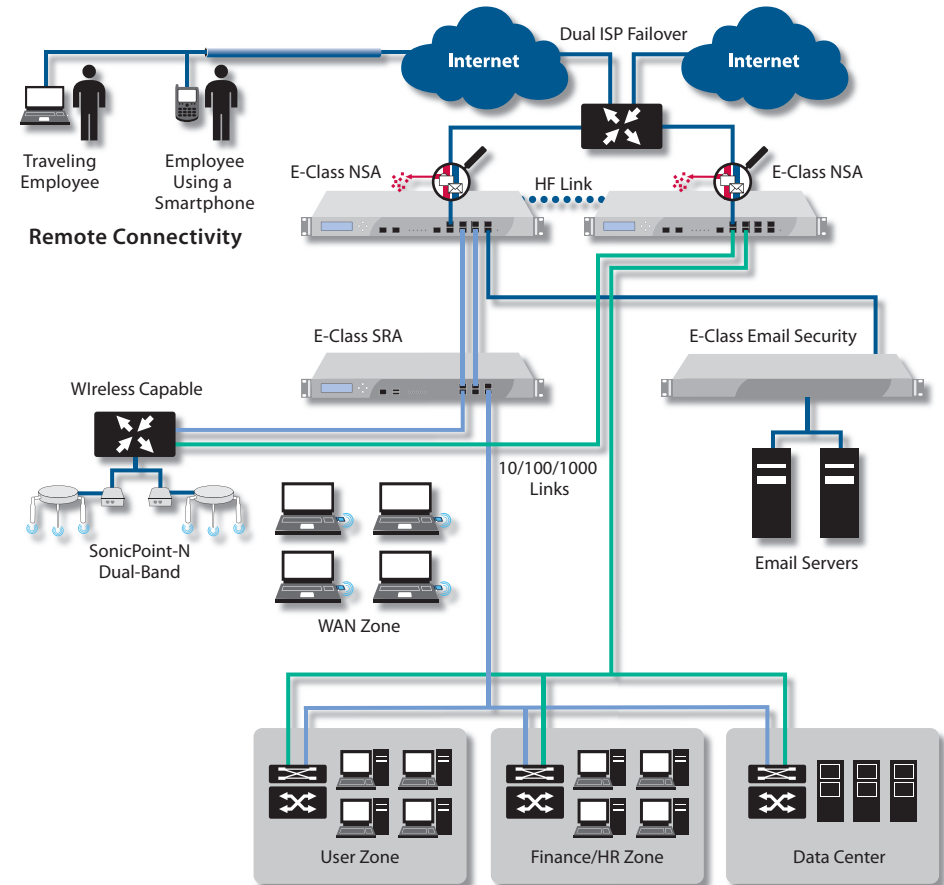 Dual ISP Failover
Internet
Internet
Traveling
Employee
Employee
Using a
Smartphone
Remote Connectivity
E-Class NSA
HF Link
E-Class NSA
E-Class SRA
E-Class Email Security
WIreless Capable
10/100/1000
Links
SonicPoint-N
Dual-Band
WAN Zone
Email Servers
User Zone
Finance/HR Zone
Data Center